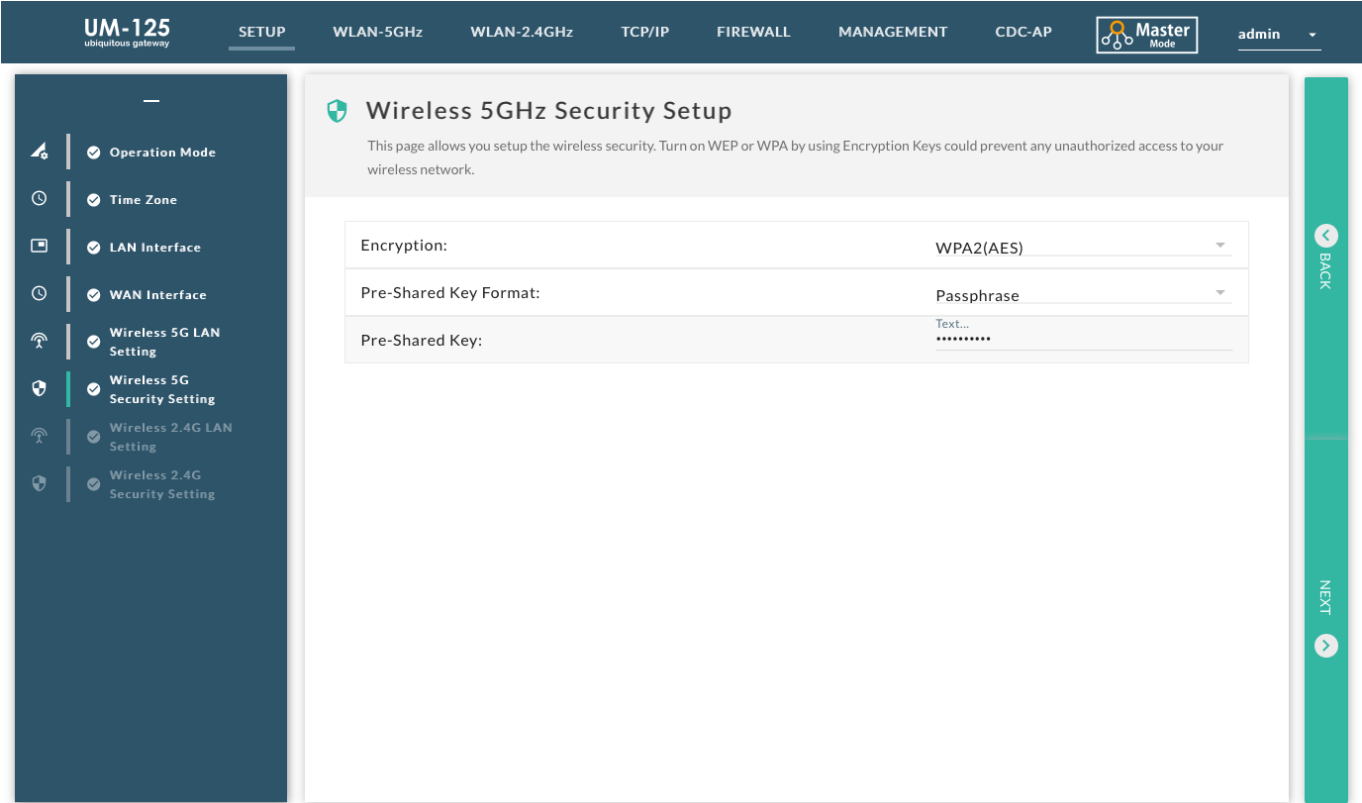 UM-125
ubiquitous gateway
SETUP
WLAN-5GHz
WLAN-2.4GHz
TCP/IP
FIREWALL
MANAGEMENT
CDC-AP
Master
Mode
admin
Operation Mode
Time Zone
LAN Interface
WAN Interface
Wireless 5G LAN
Setting
Wireless 5G
Security Setting
Wireless 2.4G LAN
Setting
Wireless 2.4G
Security Setting
Wireless 5GHz Security Setup
This page allows you setup the wireless security. Turn on WEP or WPA by using Encryption Keys could prevent any unauthorized access to your
wireless network.
Encryption:
WPA2(AES)
Pre-Shared Key Format:
Passphrase
Pre-Shared Key:
Text...
••••••••••
BACK
NEXT